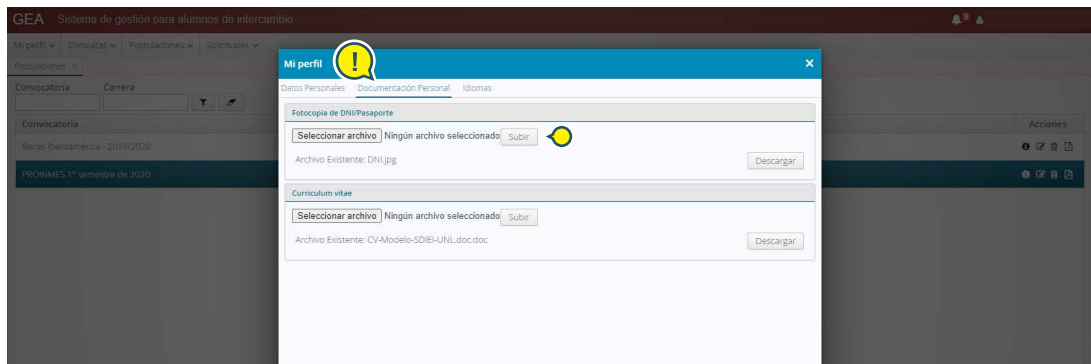 GEA Sistema de gestión para alumnos de intercambio
Mi perfil Consultas Postulaciones Solicitudes
Postulaciones ×
Convocatoria Carrera
Convocatoria Acciones
Becas Iberoamérica - 2019/2020
PROINMES 1° semestre de 2020
!
Mi perfil ×
Datos Personales Documentación Personal Idiomas
Fotocopia de DNI/Pasaporte
Seleccionar archivo Ningún archivo seleccionado Subir
Archivo Existente: DNI.jpg Descargar
Curriculum vitae
Seleccionar archivo Ningún archivo seleccionado Subir
Archivo Existente: CV-Modelo-SDIEI-UNL.doc.doc Descargar